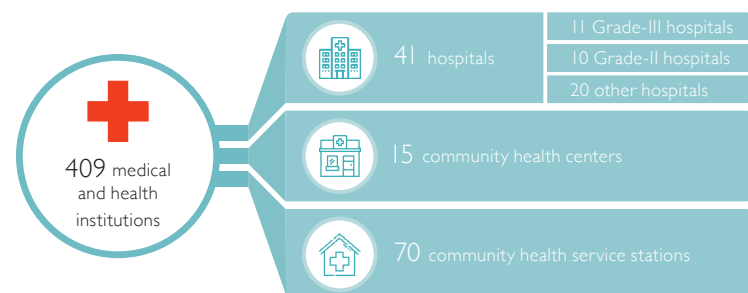 409 medical
and health
institutions
41 hospitals
11 Grade-III hospitals
10 Grade-II hospitals
20 other hospitals
15 community health centers
70 community health service stations